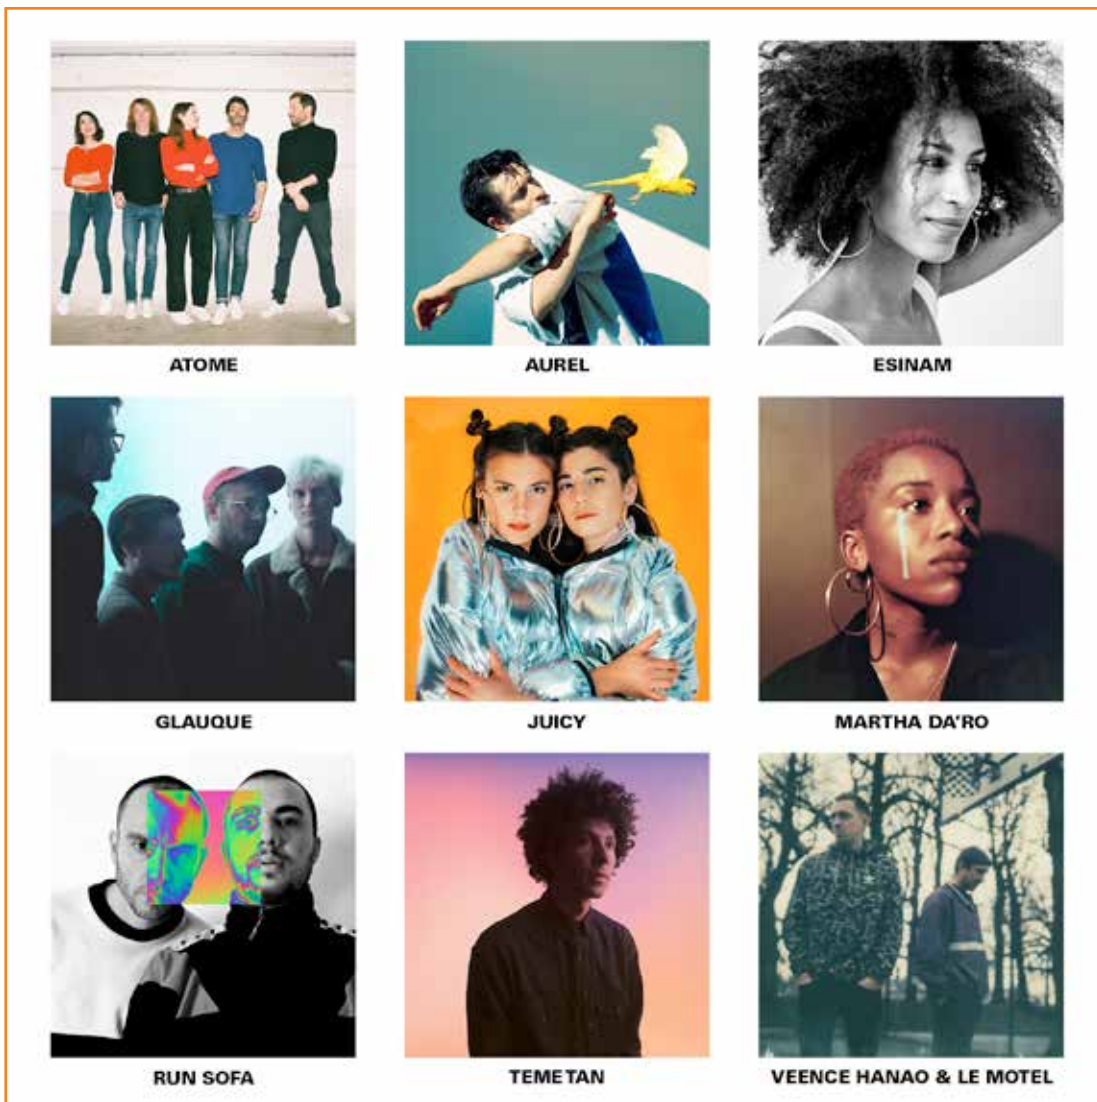 ATOME
AUREL
ESINAM
GLAUQUE
JUICY
MARTHA DA'RO
RUN SOFA
TEMETAN
VEENCE HANAO & LE MOTEL